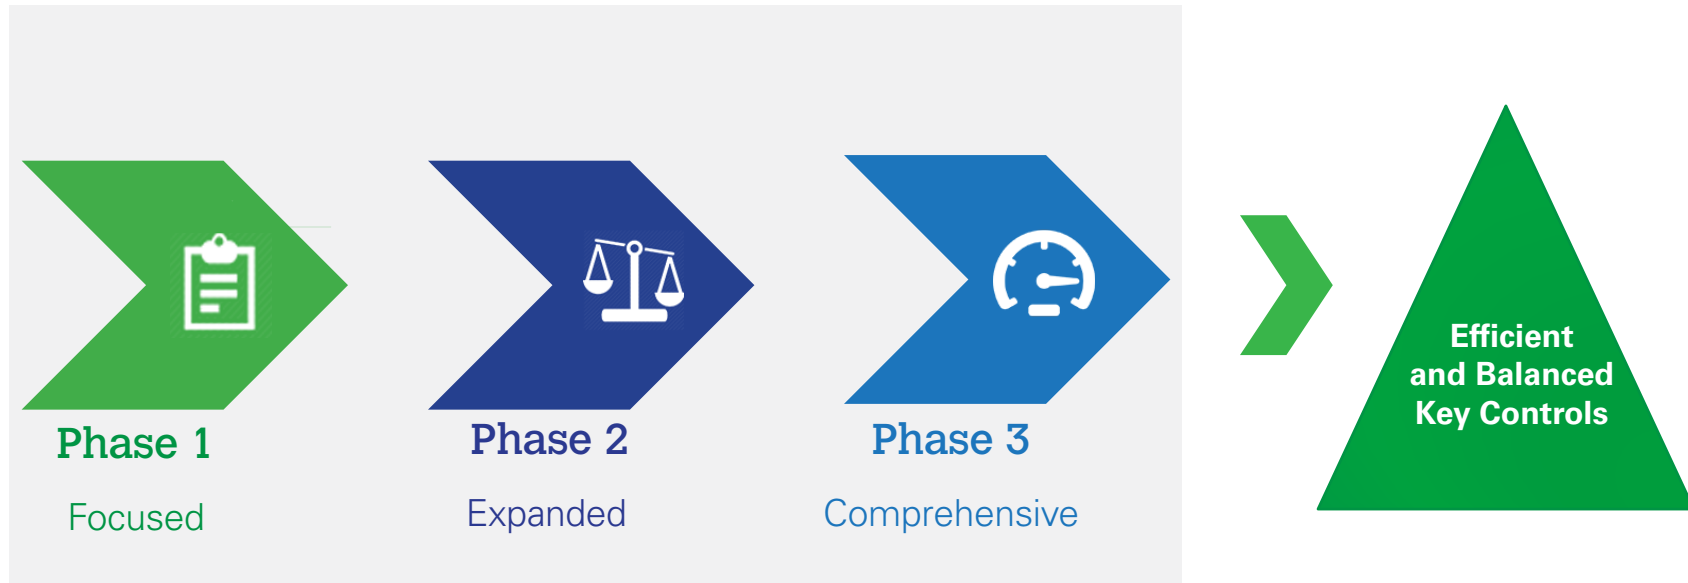 Phase 1
Focused
Phase 2
Expanded
Phase 3
Comprehensive
Efficient
and Balanced
Key Controls